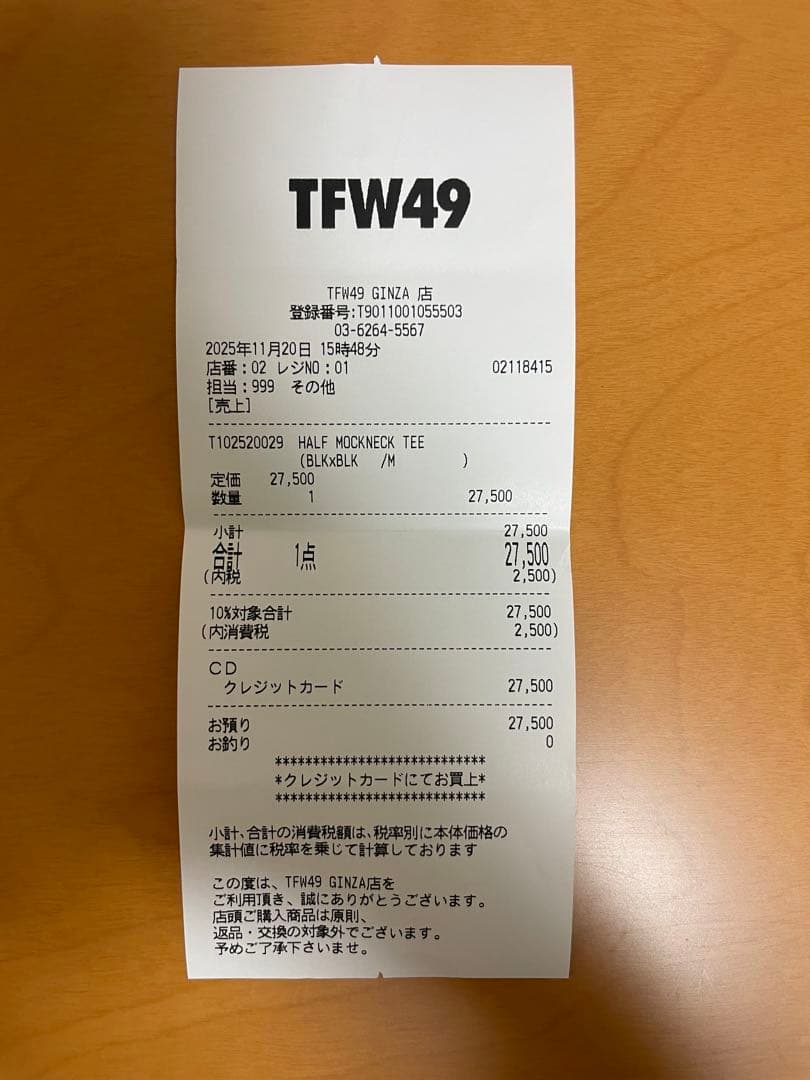 TFW49
TFW49 GINZA 店
登録番号:T9011001055503
03-6264-5567
2025年11月20日 15時48分
店番:02 レジNO:01 02118415
担当:999 その他
[売上]
T102520029 HALF MOCKNECK TEE
(BLKxBLK /M )
定価 27,500
数量 1 27,500
小計 27,500
合計 1点 27,500
(内税 2,500)
10%対象合計 27,500
(内消費税 2,500)
CD
クレジットカード 27,500
お預り 27,500
お釣り 0
****************************
*クレジットカードにてお買上*
****************************
小計、合計の消費税額は、税率別に本体価格の
集計値に税率を乗じて計算しております
この度は、TFW49 GINZA店を
ご利用頂き、誠にありがとうございます。
店頭ご購入商品は原則、
返品・交換の対象外でございます。
予めご了承下さいませ。